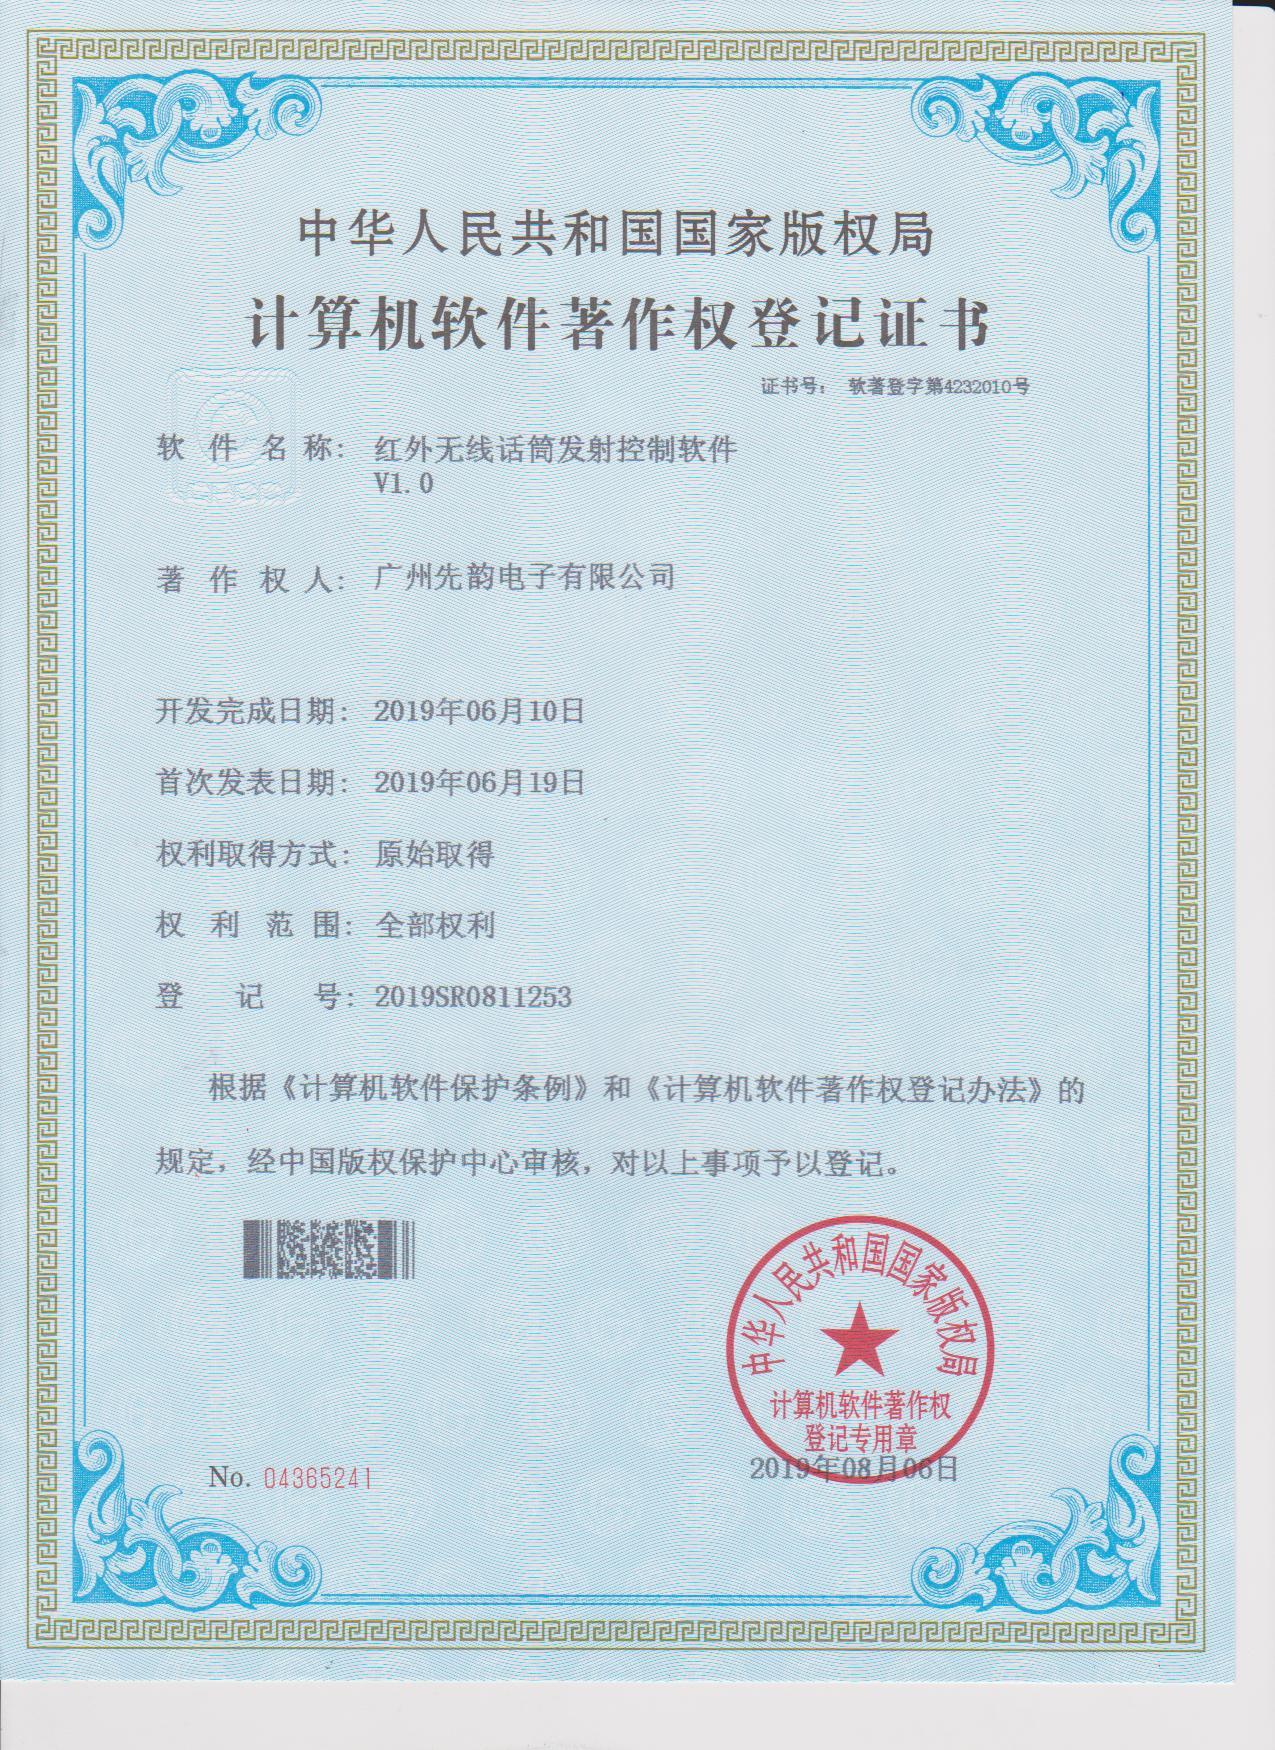 中华人民共和国国家版权局
计算机软件著作权登记证书
证书号： 软著登字第4232010号
软件名称： 红外无线话筒发射控制软件
V1.0
著作权人： 广州先韵电子有限公司
开发完成日期： 2019年06月10日
首次发表日期： 2019年06月19日
权利取得方式： 原始取得
权利范围： 全部权利
登记号： 2019SR0811253
根据《计算机软件保护条例》和《计算机软件著作权登记办法》的
规定，经中国版权保护中心审核，对以上事项予以登记。
中华人民共和国国家版权局
计算机软件著作权
登记专用章
No. 04365241
2019年08月06日